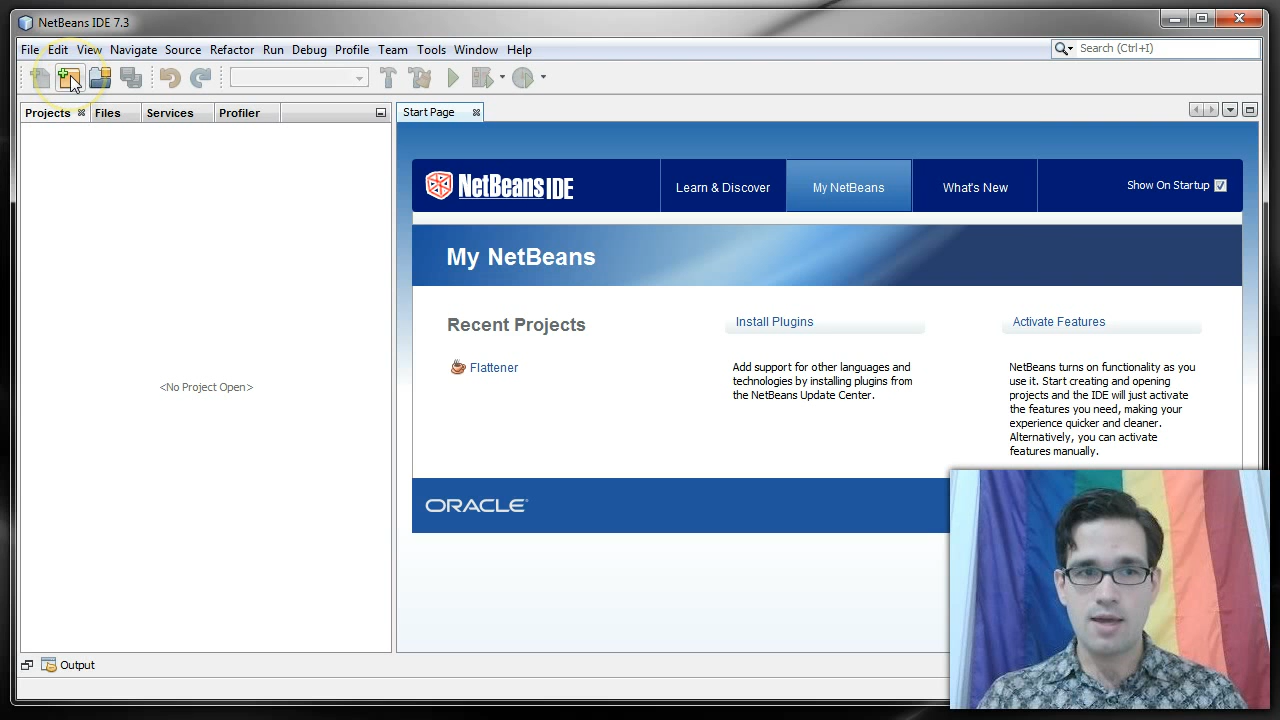 NetBeans IDE 7.3
File Edit View Navigate Source Refactor Run Debug Profile Team Tools Window Help
Search (Ctrl+I)
Projects Files Services Profiler
Start Page
NetBeans IDE
Learn & Discover
My NetBeans
What's New
Show On Startup
My NetBeans
Recent Projects
Flattener
Install Plugins
Add support for other languages and
technologies by installing plugins from
the NetBeans Update Center.
Activate Features
NetBeans turns on functionality as you
use it. Start creating and opening
projects and the IDE will just activate
the features you need, making your
experience quicker and cleaner.
Alternatively, you can activate
features manually.
<No Project Open>
ORACLE
Output